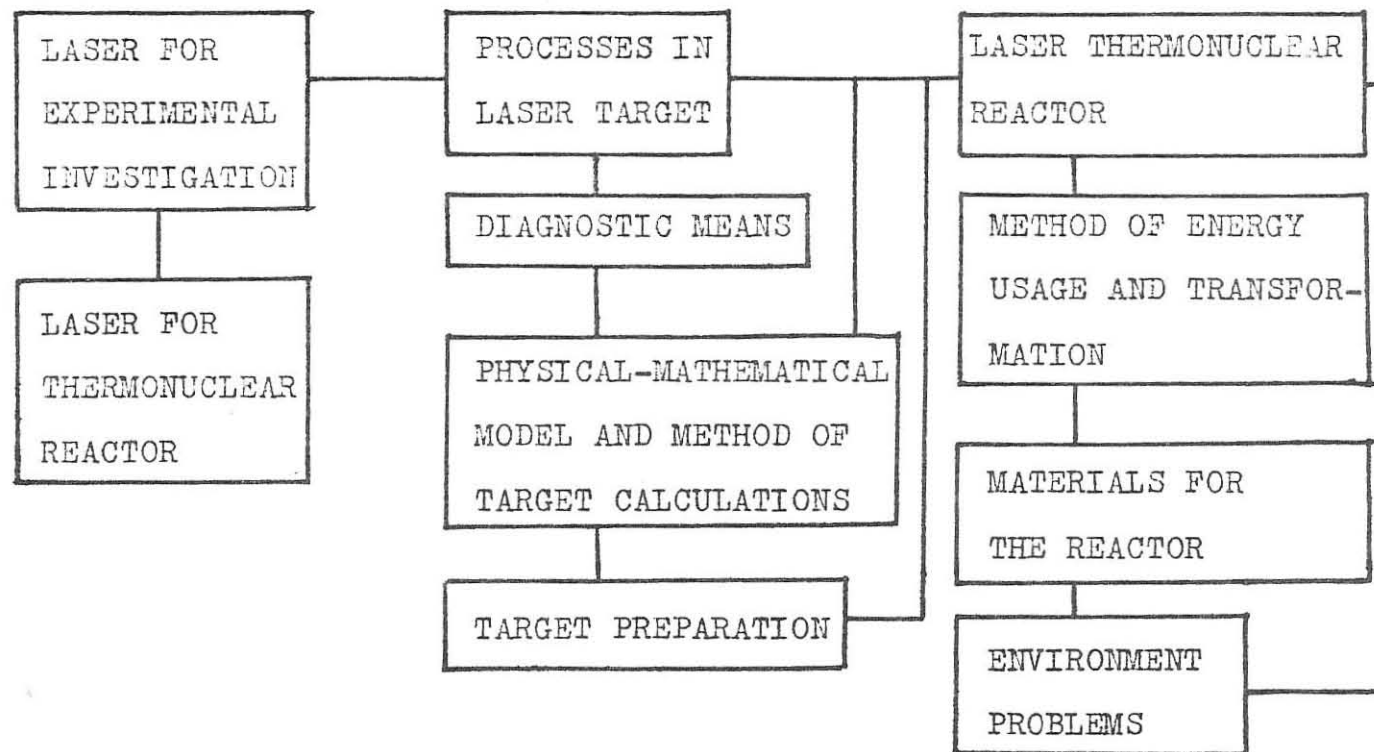 LASER FOR
EXPERIMENTAL
INVESTIGATION
LASER FOR
THERMONUCLEAR
REACTOR
PROCESSES IN
LASER TARGET
DIAGNOSTIC MEANS
PHYSICAL-MATHEMATICAL
MODEL AND METHOD OF
TARGET CALCULATIONS
TARGET PREPARATION
LASER THERMONUCLEAR
REACTOR
METHOD OF ENERGY
USAGE AND TRANSFOR-
MATION
MATERIALS FOR
THE REACTOR
ENVIRONMENT
PROBLEMS